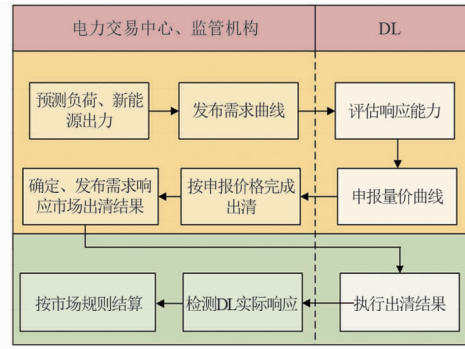 电力交易中心、监管机构
DL
预测负荷、新能
源出力
发布需求曲线
评估响应能力
确定、发布需求响
应市场出清结果
按申报价格完成
出清
申报量价曲线
按市场规则结算
检测DL实际响应
执行出清结果